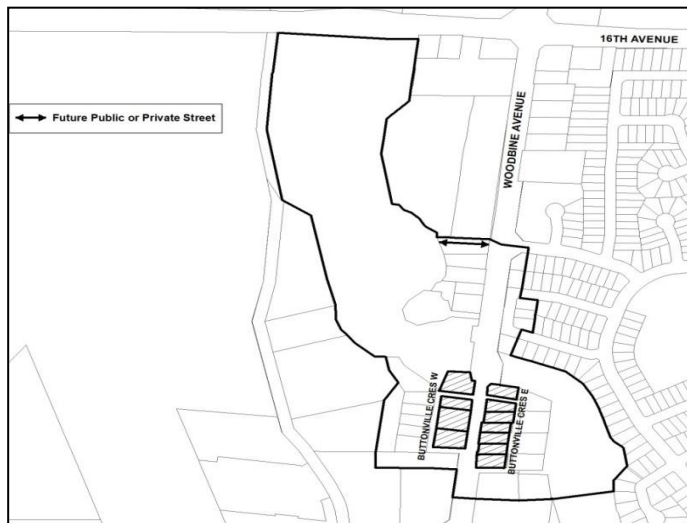 16TH AVENUE
Future Public or Private Street
WOODBINE AVENUE
BUTTONVILLE CRES W
BUTTONVILLE CRES E